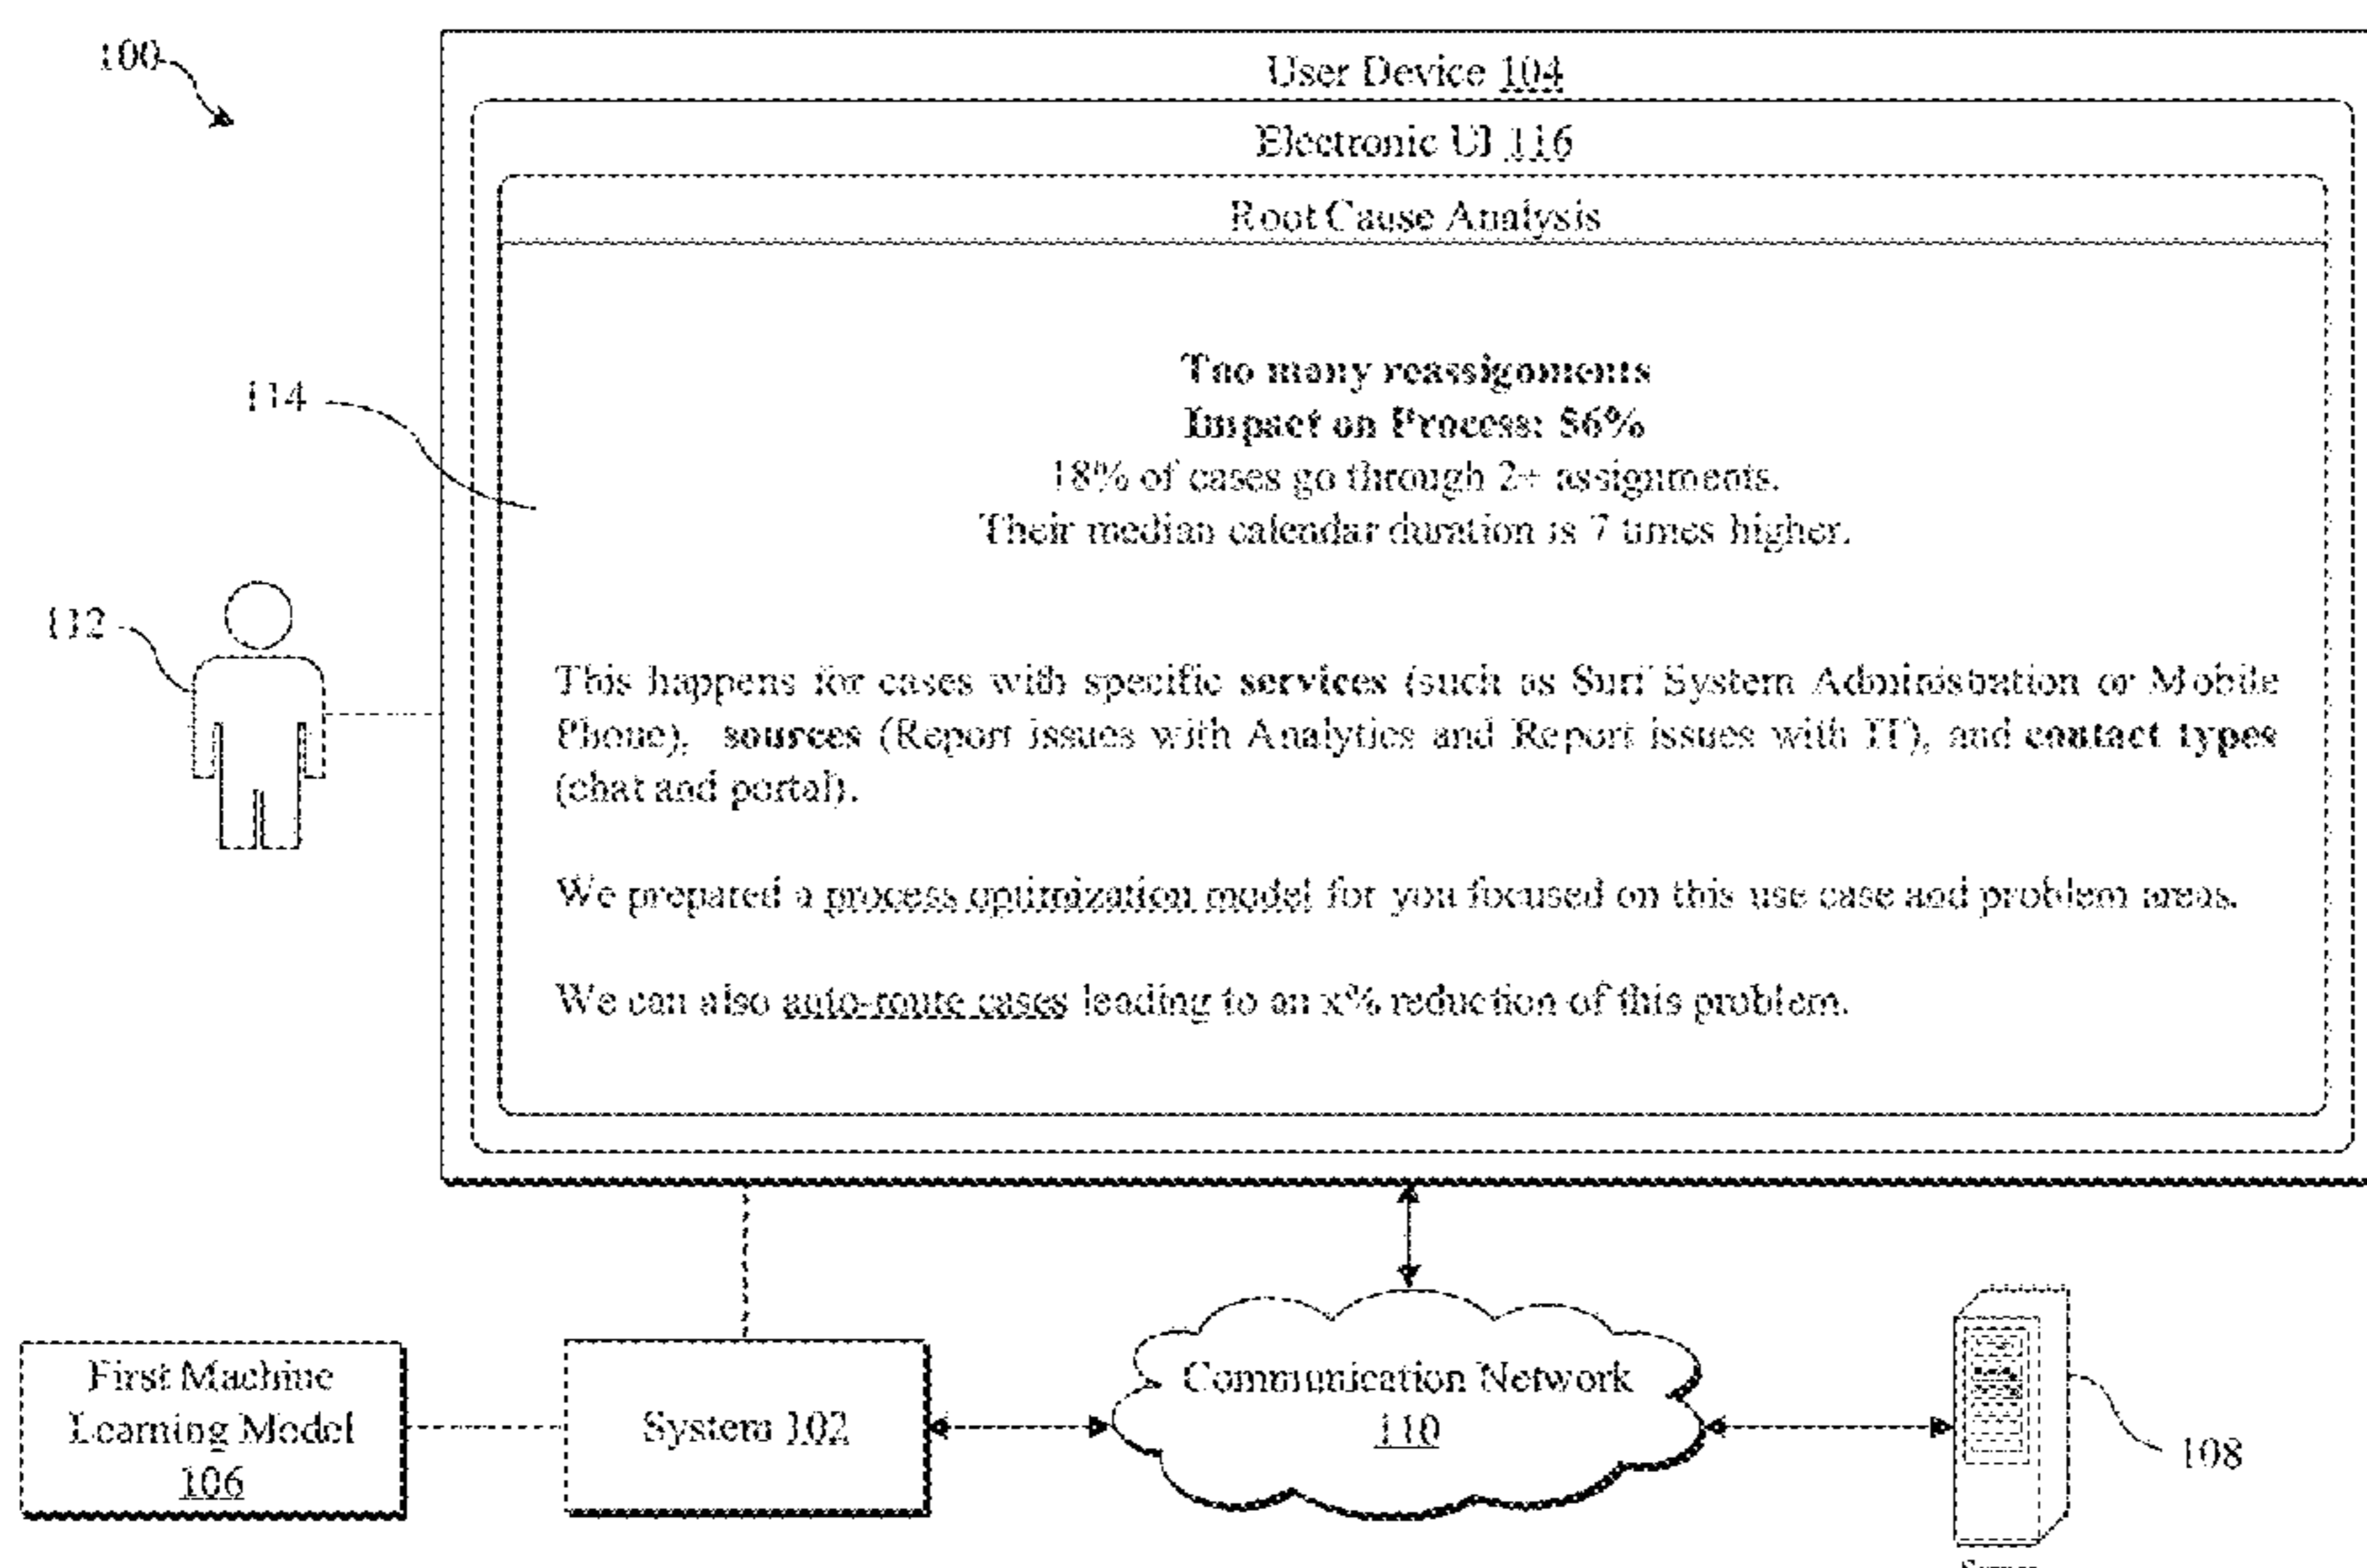 100
User Device 104
Electronic UI 116
Root Cause Analysis
Too many reassignments
Impact on Process: 56%
18% of cases go through 2+ assignments.
Their median calendar duration is 7 times higher.
114
112
This happens for cases with specific services (such as Surf System Administration or Mobile
Phone), sources (Report issues with Analytics and Report issues with IT), and contact types
(chat and portal).
We prepared a process optimization model for you focused on this use case and problem areas.
We can also auto-route cases leading to an x% reduction of this problem.
First Machine
Learning Model
106
System 102
Communication Network
110
108